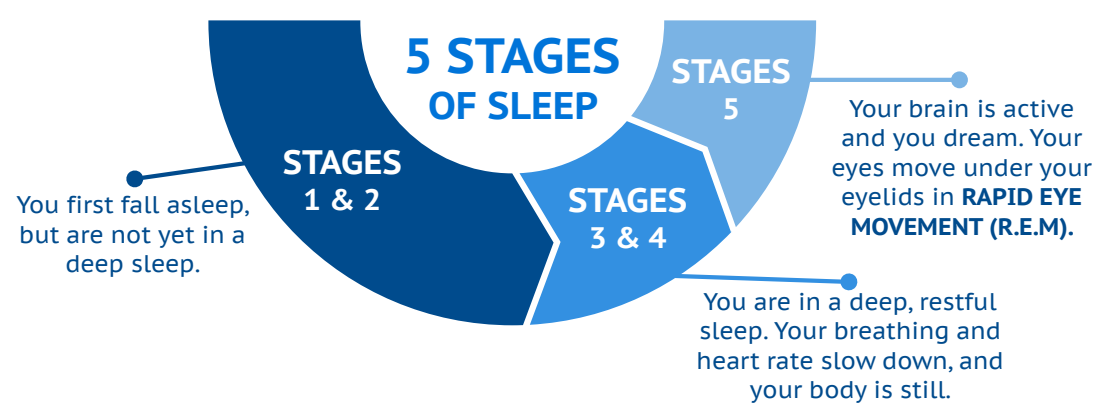 5 STAGES
OF SLEEP
STAGES
1 & 2
You first fall asleep,
but are not yet in a
deep sleep.
STAGES
3 & 4
You are in a deep, restful
sleep. Your breathing and
heart rate slow down, and
your body is still.
STAGES
5
Your brain is active
and you dream. Your
eyes move under your
eyelids in RAPID EYE
MOVEMENT (R.E.M).